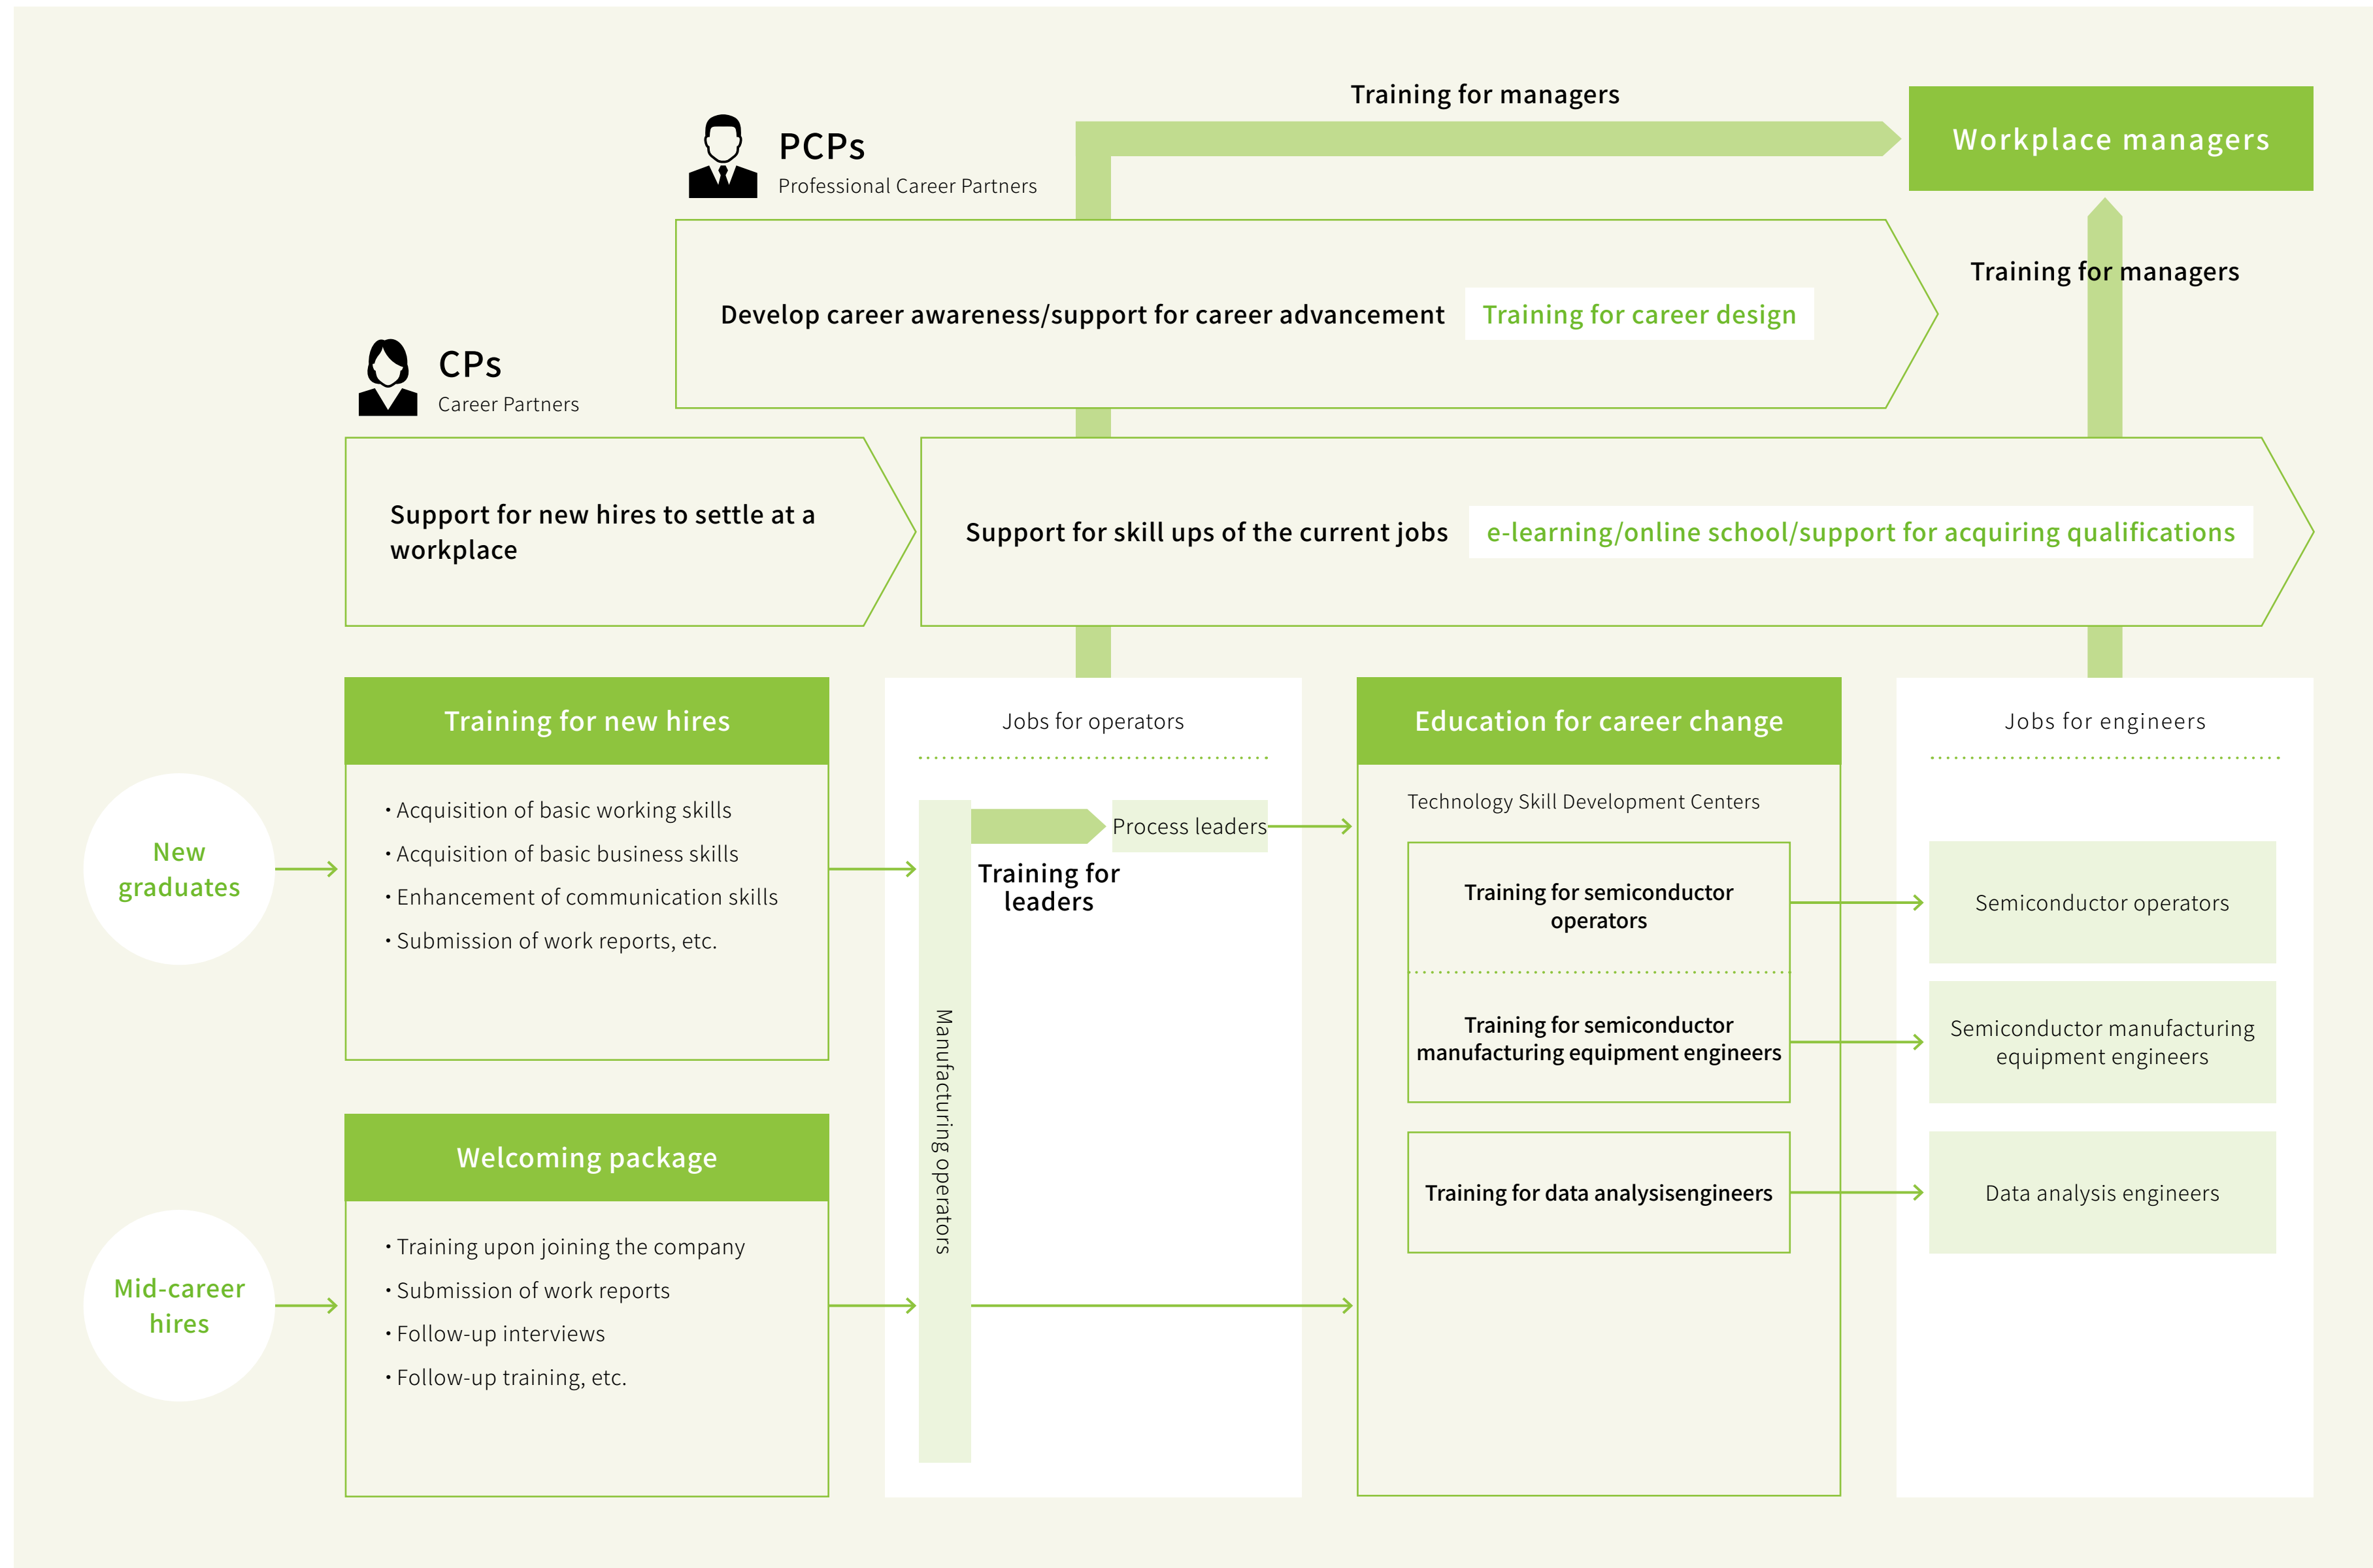 Training for managers
Workplace managers
PCPs
Professional Career Partners
Training for managers
Develop career awareness/support for career advancement
Training for career design
CPs
Career Partners
Support for new hires to settle at a
workplace
Support for skill ups of the current jobs
e-learning/online school/support for acquiring qualifications
New
graduates
Training for new hires
・Acquisition of basic working skills
・Acquisition of basic business skills
・Enhancement of communication skills
・Submission of work reports, etc.
Mid-career
hires
Welcoming package
・Training upon joining the company
・Submission of work reports
・Follow-up interviews
・Follow-up training, etc.
Jobs for operators
Manufacturing operators
Process leaders
Training for
leaders
Education for career change
Technology Skill Development Centers
Training for semiconductor
operators
Training for semiconductor
manufacturing equipment engineers
Training for data analysisengineers
Jobs for engineers
Semiconductor operators
Semiconductor manufacturing
equipment engineers
Data analysis engineers